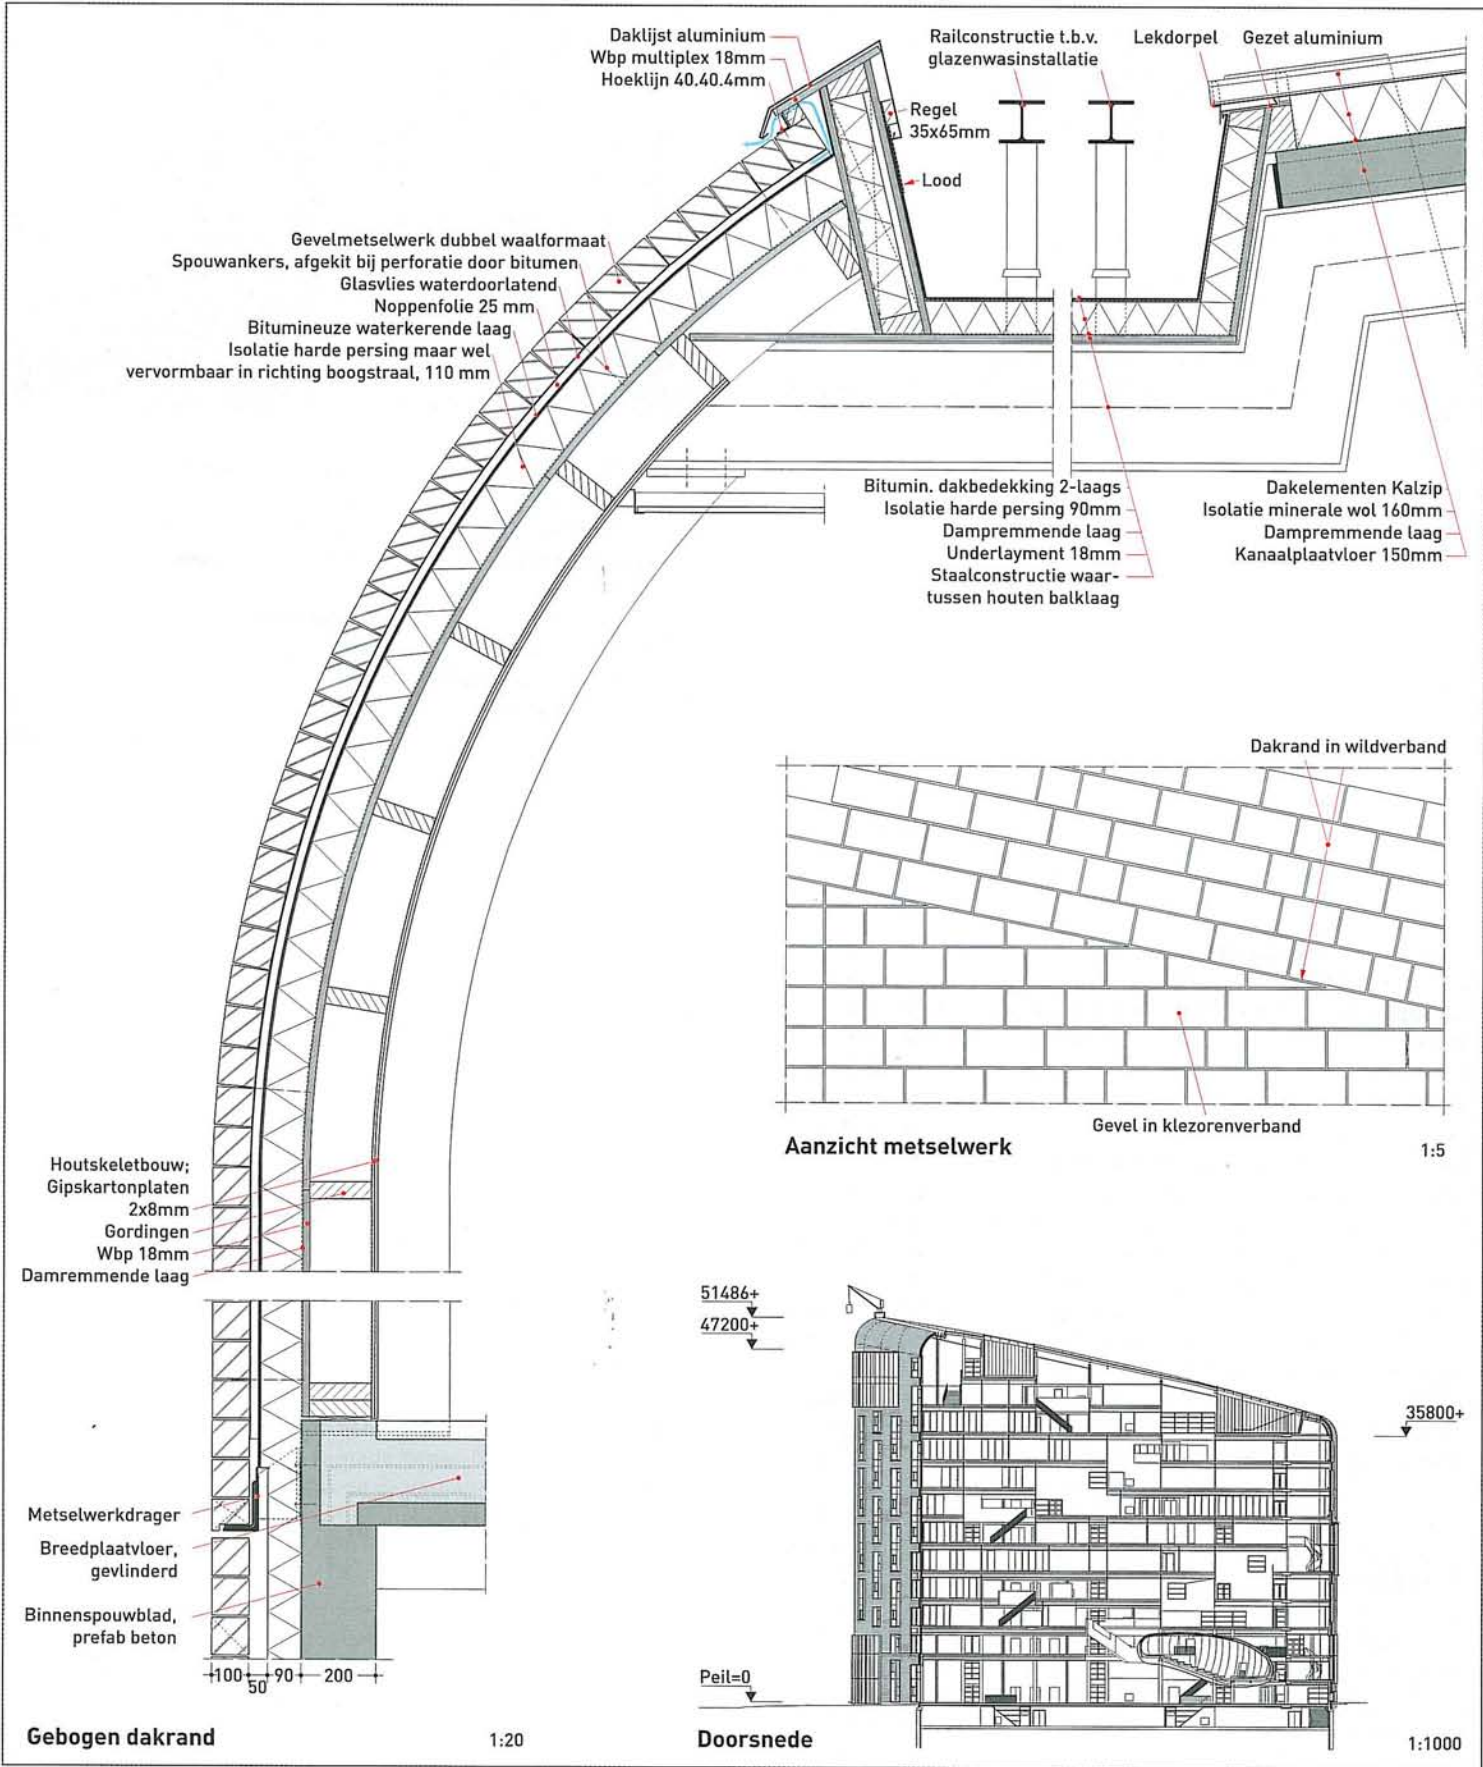 Daklijst aluminium
Wbp multiplex 18mm
Hoeklijn 40.40.4mm
Railconstructie t.b.v.
glazenwasinstallatie
Lekdorpel
Gezet aluminium
Regel
35x65mm
Lood
Gevelmetselwerk dubbel waalformaat
Spouwankers, afgekit bij perforatie door bitumen
Glasvlies waterdoorlatend
Noppenfolie 25 mm
Bitumineuze waterkerende laag
Isolatie harde persing maar wel
vervormbaar in richting boogstraal, 110 mm
Bitumin. dakbedekking 2-laags
Isolatie harde persing 90mm
Dampremmende laag
Underlayment 18mm
Staalconstructie waar-
tussen houten balklaag
Dakelementen Kalzip
Isolatie minerale wol 160mm
Dampremmende laag
Kanaalplaatvloer 150mm
Dakrand in wildverband
Gevel in klezorenverband
Aanzicht metselwerk
1:5
Houtskeletbouw;
Gipskartonplaten
2x8mm
Gordingen
Wbp 18mm
Damremmende laag
Metselwerkdrager
Breedplaatvloer,
gevlinderd
Binnenspouwblad,
prefab beton
100
50
90
200
Gebogen dakrand
1:20
51486+
47200+
35800+
Peil=0
Doorsnede
1:1000